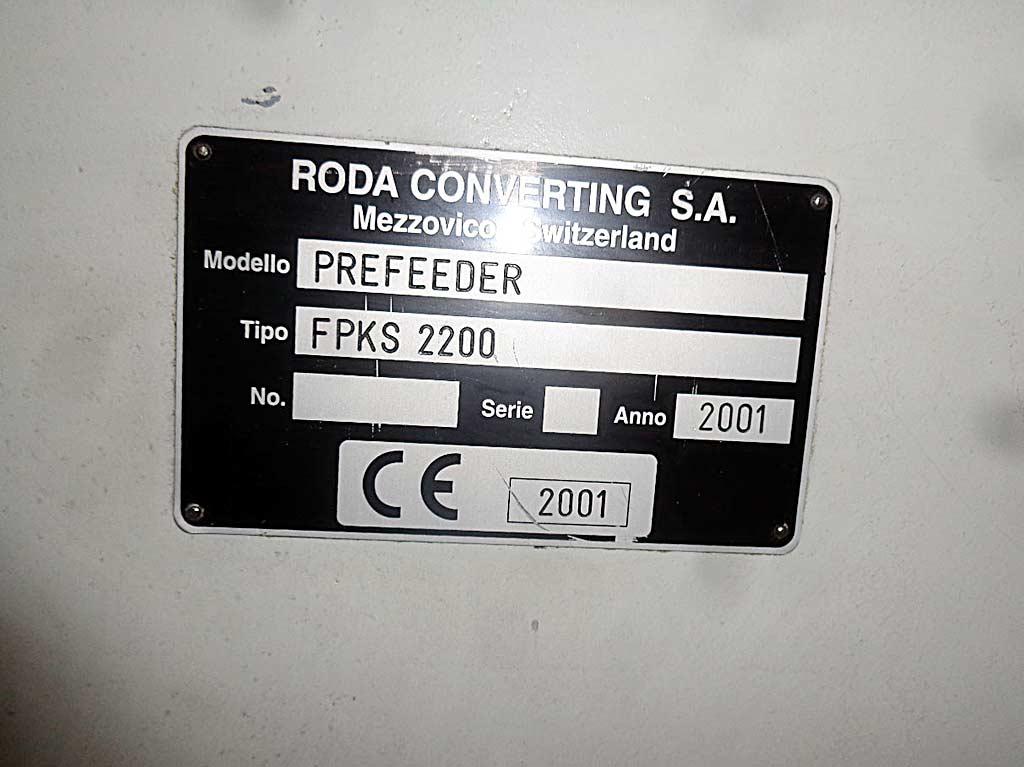 RODA CONVERTING S.A.
Mezzovico Switzerland
Modello PREFEEDER
Tipo FPKS 2200
No. Serie Anno 2001
CE 2001